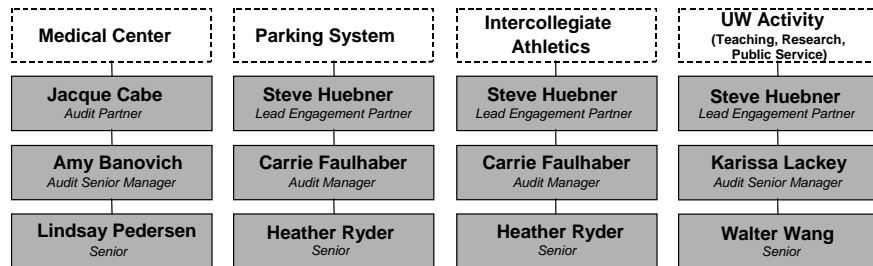 Medical Center
Jacque Cabe
Audit Partner
Amy Banovich
Audit Senior Manager
Lindsay Pedersen
Senior
Parking System
Steve Huebner
Lead Engagement Partner
Carrie Faulhaber
Audit Manager
Heather Ryder
Senior
Intercollegiate
Athletics
Steve Huebner
Lead Engagement Partner
Carrie Faulhaber
Audit Manager
Heather Ryder
Senior
UW Activity
(Teaching, Research,
Public Service)
Steve Huebner
Lead Engagement Partner
Karissa Lackey
Audit Senior Manager
Walter Wang
Senior